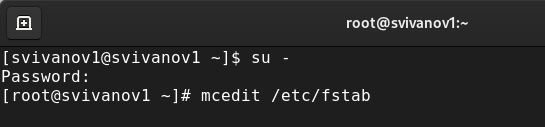 root@svivanov1:~
[svivanov1@svivanov1 ~]$ su -
Password:
[root@svivanov1 ~]# mcedit /etc/fstab